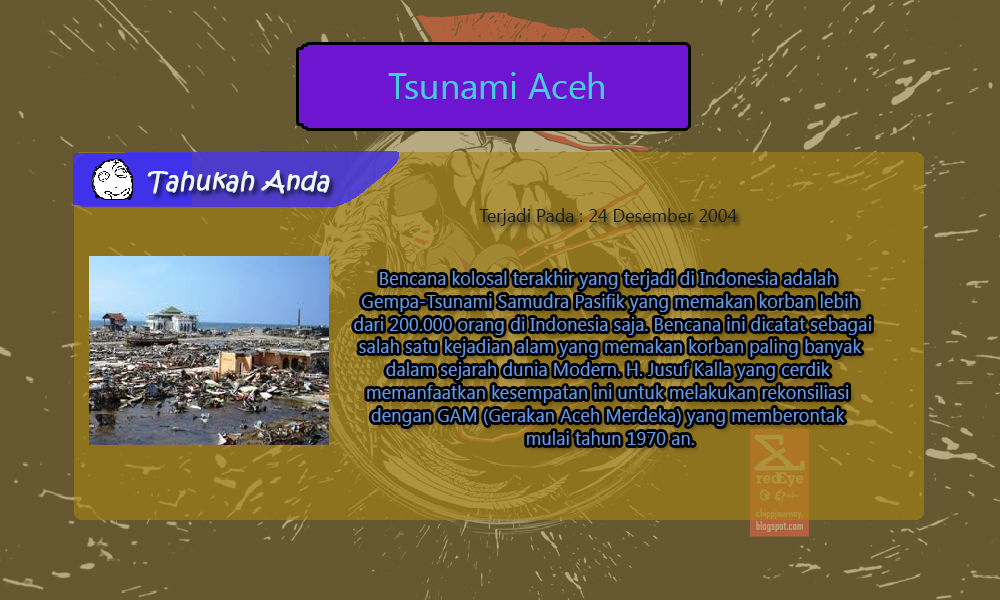 Tsunami Aceh
Tahukah Anda
Terjadi Pada : 24 Desember 2004
Bencana kolosal terakhir yang terjadi di Indonesia adalah
Gempa-Tsunami Samudra Pasifik yang memakan korban lebih
dari 200.000 orang di Indonesia saja. Bencana ini dicatat sebagai
salah satu kejadian alam yang memakan korban paling banyak
dalam sejarah dunia Modern. H. Jusuf Kalla yang cerdik
memanfaatkan kesempatan ini untuk melakukan rekonsiliasi
dengan GAM (Gerakan Aceh Merdeka) yang memberontak
mulai tahun 1970 an.
redEye
chippjourney.
blogspot.com